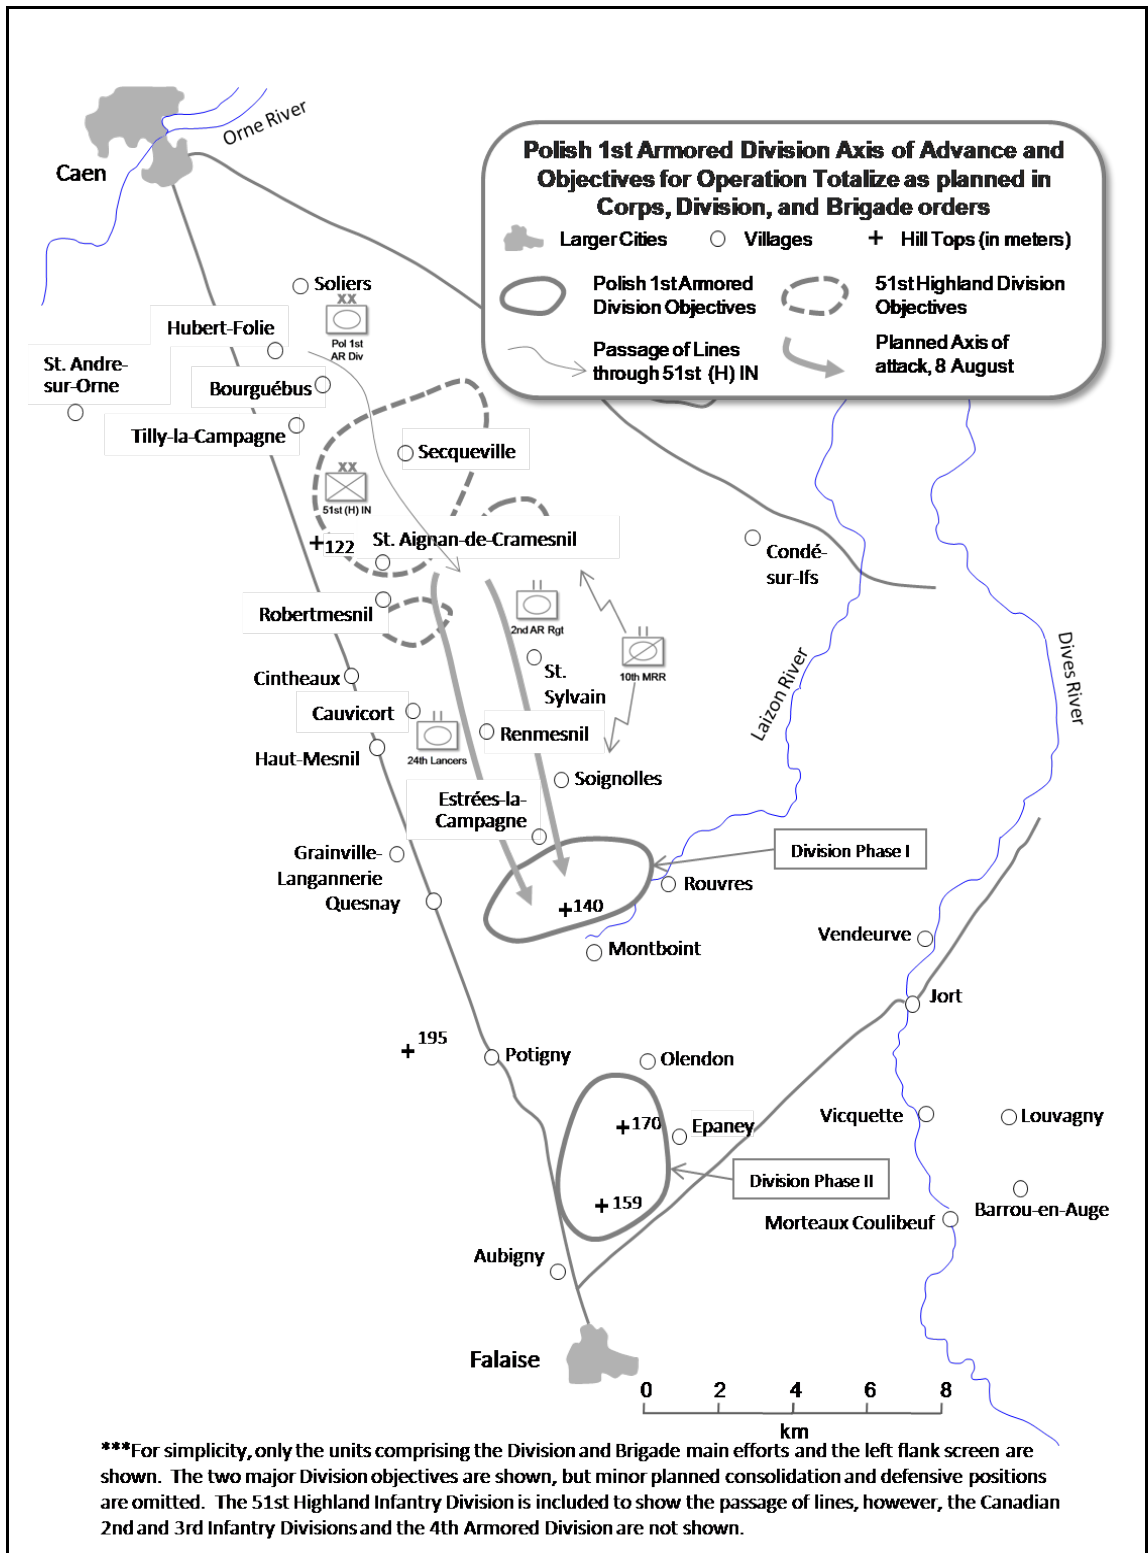 Orne River
Caen
Polish 1st Armored Division Axis of Advance and
Objectives for Operation Totalize as planned in
Corps, Division, and Brigade orders
Larger Cities
Villages
+ Hill Tops (in meters)
Polish 1st Armored
Division Objectives
51st Highland Division
Objectives
Passage of Lines
through 51st (H) IN
Planned Axis of
attack, 8 August
Soliers
XX
Pol 1st
AR Div
Hubert-Folie
St. Andre-
sur-Orne
Bourguébus
Tilly-la-Campagne
Secqueville
XX
51st (H) IN
+122
St. Aignan-de-Cramesnil
Condé-
sur-Ifs
Robertmesnil
II
2nd AR Rgt
II
10th MRR
Laizon River
Dives River
Cintheaux
St.
Sylvain
Cauvicort
II
24th Lancers
Renmesnil
Haut-Mesnil
Soignolles
Estrées-la-
Campagne
Division Phase I
Grainville-
Langannerie
Quesnay
Rouvres
+140
Montboint
Vendeurve
Jort
+195
Potigny
Olendon
+170
Epaney
Vicquette
Louvagny
Division Phase II
+159
Barrou-en-Auge
Morteaux Coulibeuf
Aubigny
Falaise
0 2 4 6 8
km
***For simplicity, only the units comprising the Division and Brigade main efforts and the left flank screen are
shown. The two major Division objectives are shown, but minor planned consolidation and defensive positions
are omitted. The 51st Highland Infantry Division is included to show the passage of lines, however, the Canadian
2nd and 3rd Infantry Divisions and the 4th Armored Division are not shown.